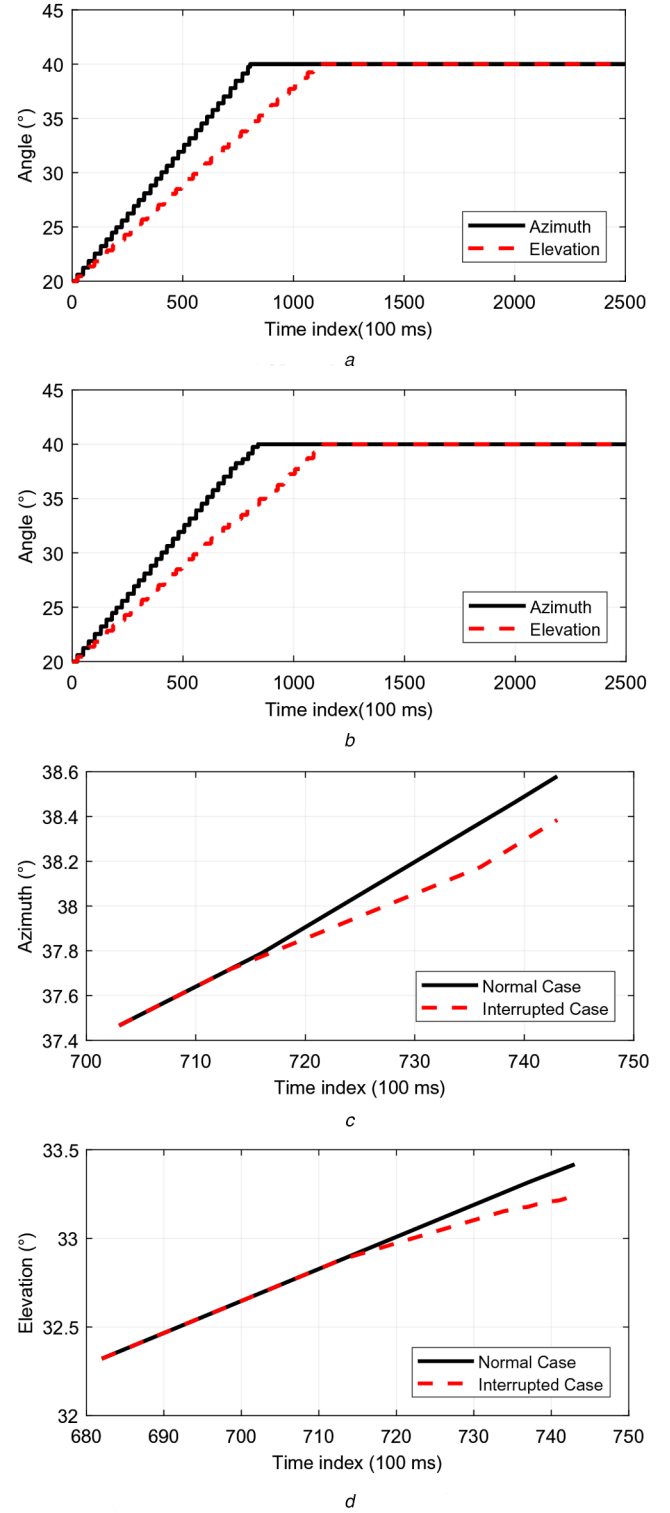 45
40
35
30
25
20
Angle (°)
Azimuth
Elevation
0 500 1000 1500 2000 2500
Time index(100 ms)
a
45
40
35
30
25
20
Angle (°)
Azimuth
Elevation
0 500 1000 1500 2000 2500
Time index(100 ms)
b
38.6
38.4
38.2
38
37.8
37.6
37.4
Azimuth (°)
Normal Case
Interrupted Case
700 710 720 730 740 750
Time index (100 ms)
c
33.5
33
32.5
32
Elevation (°)
Normal Case
Interrupted Case
680 690 700 710 720 730 740 750
Time index (100 ms)
d